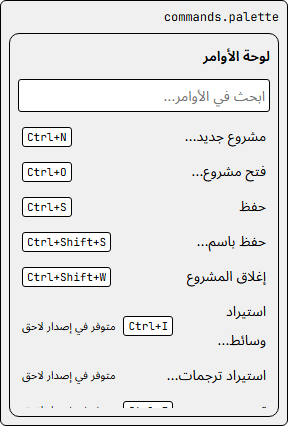 commands.palette
لوحة الأوامر
ابحث في الأوامر...
مشروع جديد... Ctrl+N
فتح مشروع... Ctrl+O
حفظ Ctrl+S
حفظ باسم... Ctrl+Shift+S
إغلاق المشروع Ctrl+Shift+W
استيراد
وسائط... Ctrl+I متوفر في إصدار لاحق
استيراد ترجمات... متوفر في إصدار لاحق